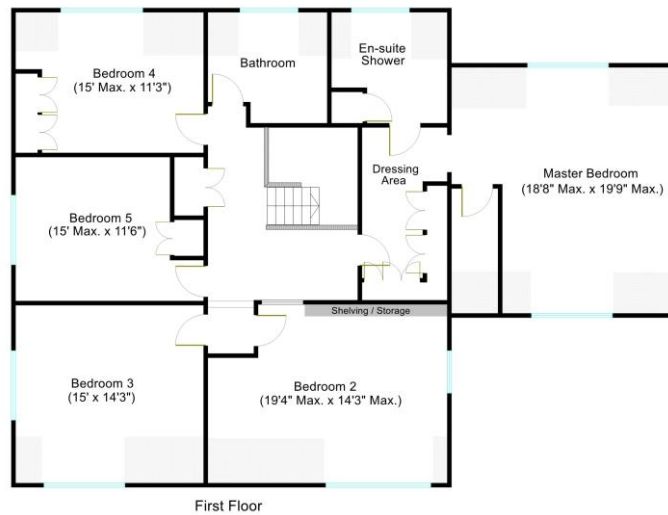 Bedroom 4
(15' Max. x 11'3")
Bathroom
En-suite
Shower
Master Bedroom
(18'8" Max. x 19'9" Max.)
Dressing
Area
Bedroom 5
(15' Max. x 11'6")
Shelving / Storage
Bedroom 3
(15' x 14'3")
Bedroom 2
(19'4" Max. x 14'3" Max.)
First Floor